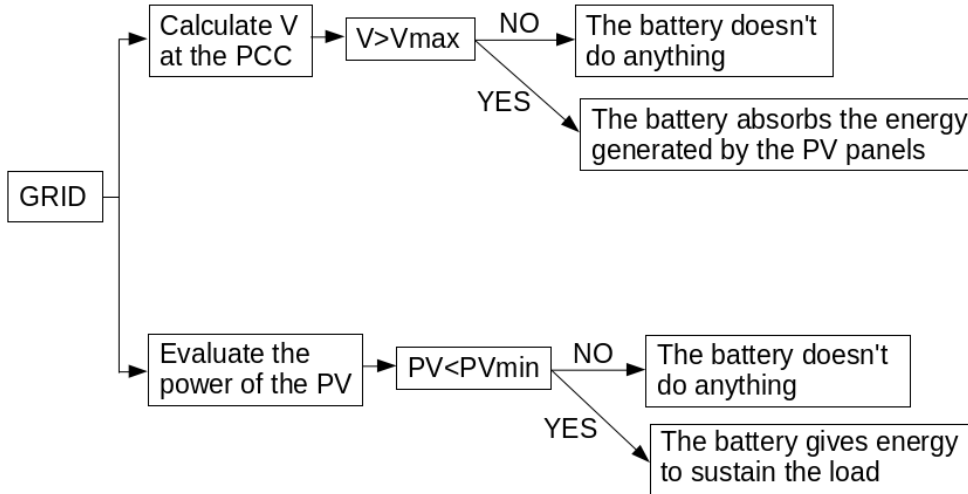 Calculate V
at the PCC
V>Vmax
NO
The battery doesn't
do anything
YES
The battery absorbs the energy
generated by the PV panels
GRID
Evaluate the
power of the PV
PV<PVmin
NO
The battery doesn't
do anything
YES
The battery gives energy
to sustain the load